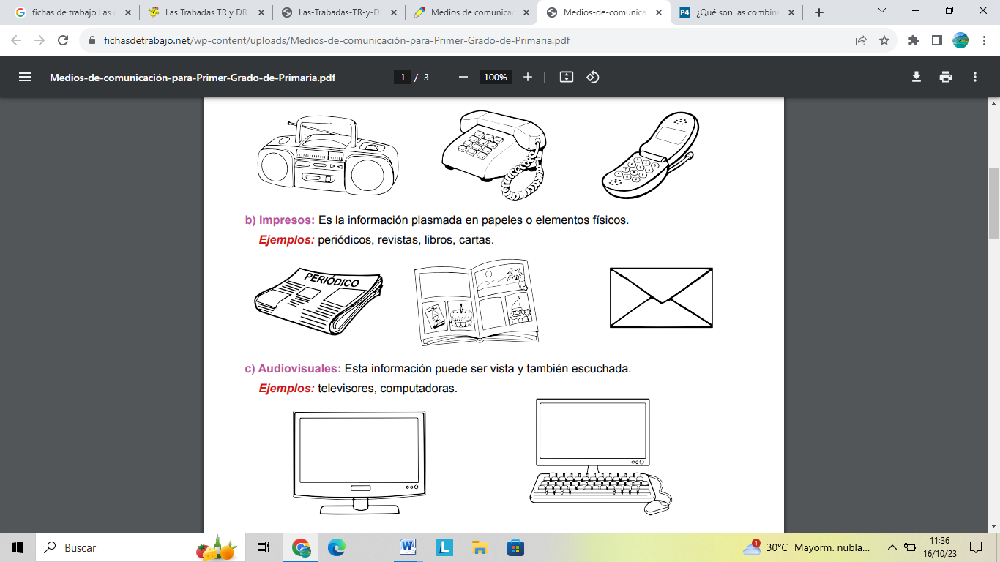 fichas de trabajo Las
Las Trabadas TR y DR
Las-Trabadas-TR-y-D
Medios de comunica
Medios-de-comunica
P4 ¿Qué son las combin
fichasdetrabajo.net/wp-content/uploads/Medios-de-comunicación-para-Primer-Grado-de-Primaria.pdf
Medios-de-comunicación-para-Primer-Grado-de-Primaria.pdf
1 / 3
100%
b) Impresos: Es la información plasmada en papeles o elementos físicos.
Ejemplos: periódicos, revistas, libros, cartas.
PERIÓDICO
c) Audiovisuales: Esta información puede ser vista y también escuchada.
Ejemplos: televisores, computadoras.
Buscar
W
L
1
30°C Mayorm. nubla...
11:36
16/10/23